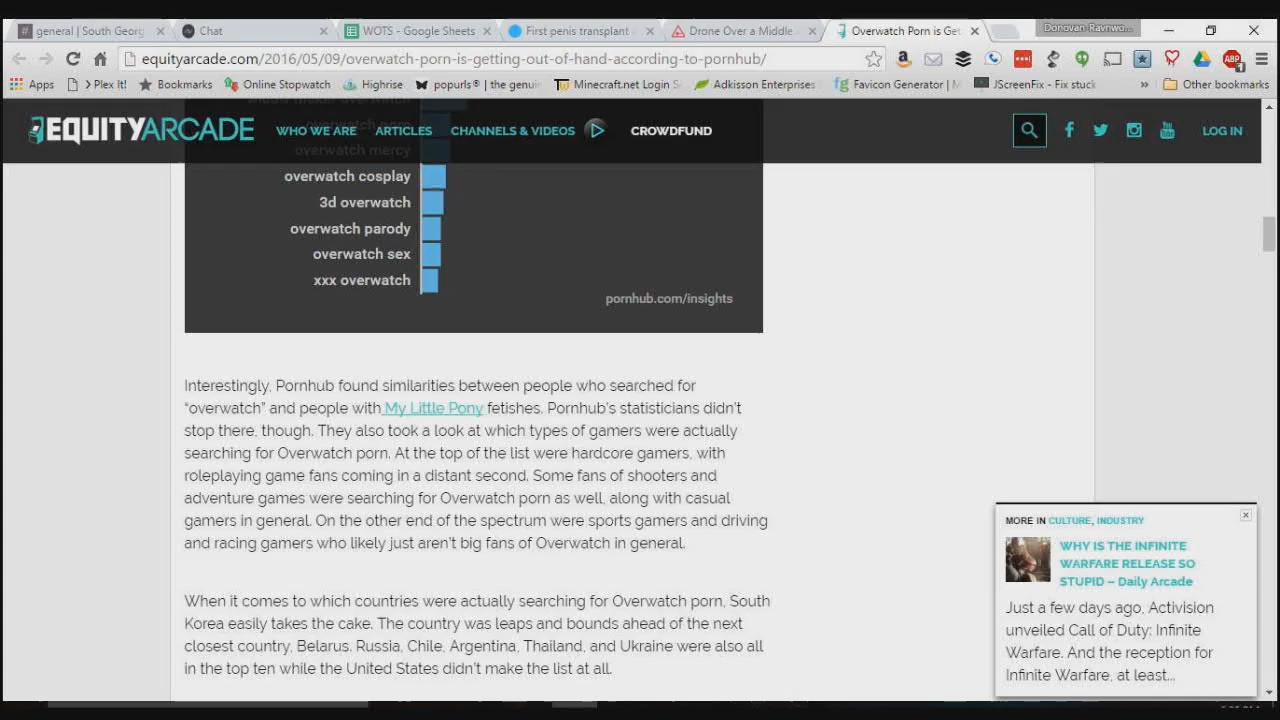 general | South Georg
Chat
WOTS - Google Sheets
First penis transplant
Drone Over a Middle
Overwatch Porn is Get
equityarcade.com/2016/05/09/overwatch-porn-is-getting-out-of-hand-according-to-pornhub/
ABP
Apps
Plex It!
Bookmarks
Online Stopwatch
Highrise
popurls® | the genuin
Minecraft.net Login S
Adkisson Enterprises
Favicon Generator | M
JScreenFix - Fix stuck
» Other bookmarks
EQUITYARCADE
WHO WE ARE
ARTICLES
CHANNELS & VIDEOS
CROWDFUND
LOG IN
overwatch mercy
overwatch cosplay
3d overwatch
overwatch parody
overwatch sex
xxx overwatch
pornhub.com/insights
Interestingly, Pornhub found similarities between people who searched for
“overwatch” and people with My Little Pony fetishes. Pornhub’s statisticians didn’t
stop there, though. They also took a look at which types of gamers were actually
searching for Overwatch porn. At the top of the list were hardcore gamers, with
roleplaying game fans coming in a distant second. Some fans of shooters and
adventure games were searching for Overwatch porn as well, along with casual
gamers in general. On the other end of the spectrum were sports gamers and driving
and racing gamers who likely just aren’t big fans of Overwatch in general.
When it comes to which countries were actually searching for Overwatch porn, South
Korea easily takes the cake. The country was leaps and bounds ahead of the next
closest country, Belarus. Russia, Chile, Argentina, Thailand, and Ukraine were also all
in the top ten while the United States didn’t make the list at all.
MORE IN CULTURE, INDUSTRY
WHY IS THE INFINITE
WARFARE RELEASE SO
STUPID – Daily Arcade
Just a few days ago, Activision
unveiled Call of Duty: Infinite
Warfare. And the reception for
Infinite Warfare, at least...